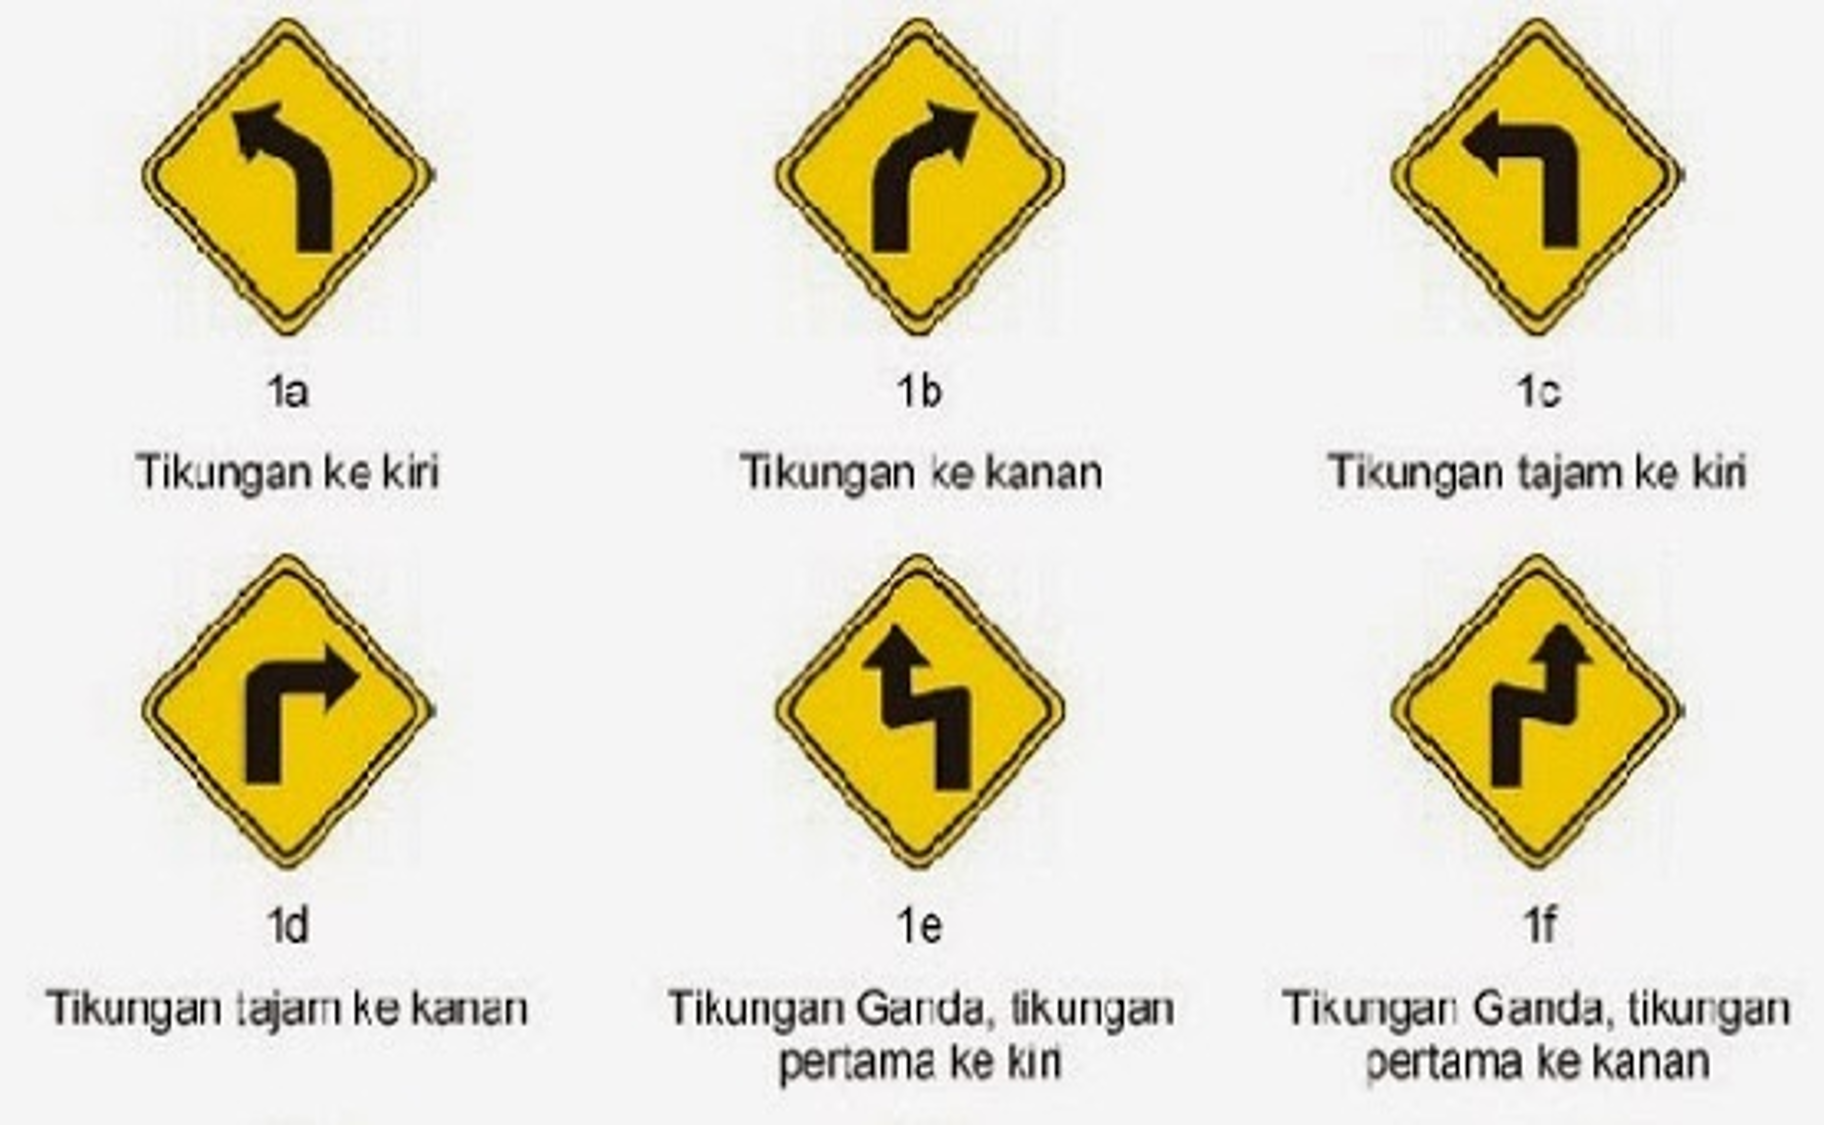 1a
1b
1c
Tikungan ke kiri
Tikungan ke kanan
Tikungan tajam ke kiri
1d
1e
1f
Tikungan tajam ke kanan
Tikungan Ganda, tikungan
pertama ke kiri
Tikungan Ganda, tikungan
pertama ke kanan